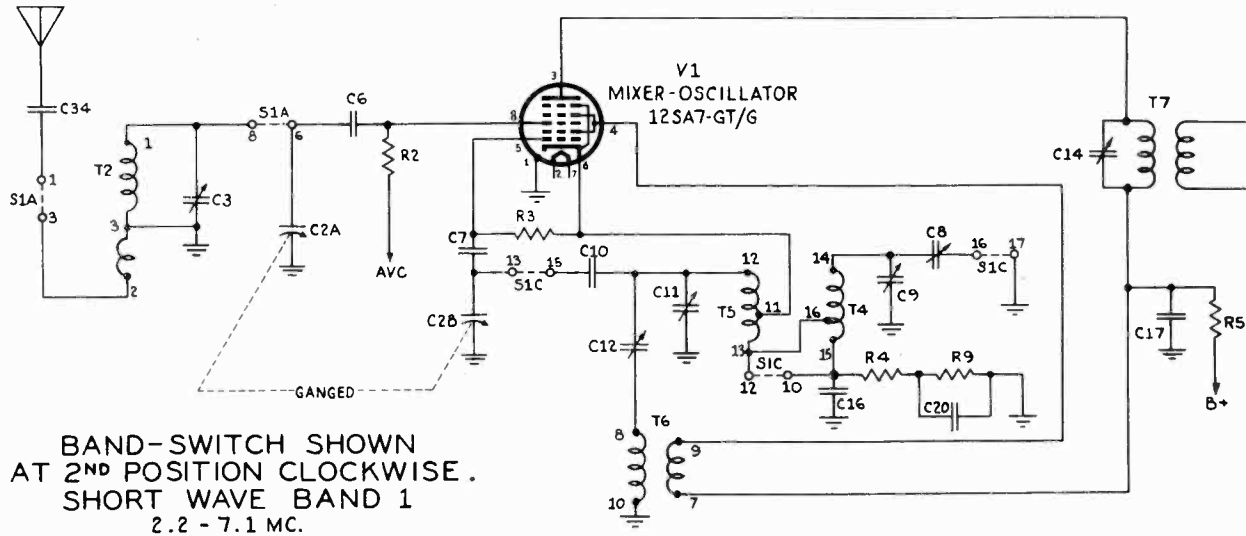 V1
MIXER-OSCILLATOR
12SA7-GT/G
3
8
5
4
1
2
7
6
C34
S1A
8
6
C6
R2
1
T2
C3
1
S1A
3
3
2
C2A
AVC
C7
R3
13
15
S1C
C10
C2B
GANGED
C12
C11
12
T5
11
13
12
S1C
10
14
16
T4
15
C9
C8
16
17
S1C
R4
R9
C16
C20
T6
8
10
9
7
C14
T7
C17
R5
B+
BAND-SWITCH SHOWN
AT 2ND POSITION CLOCKWISE.
SHORT WAVE BAND 1
2.2 - 7.1 MC.